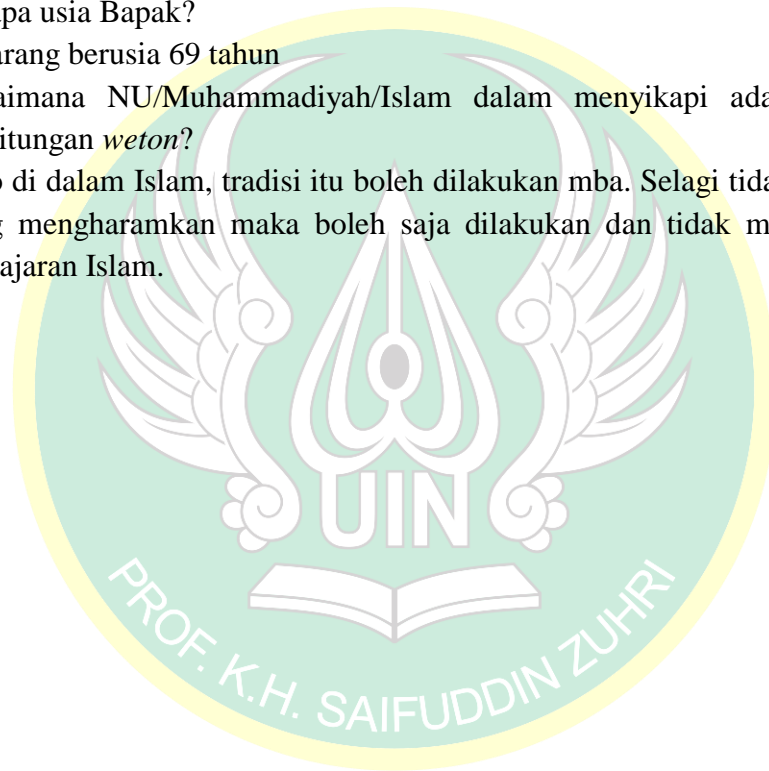 apa usia Bapak?
arang berusia 69 tahun
aimana NU/Muhammadiyah/Islam dalam menyikapi ada
itungan weton?
di dalam Islam, tradisi itu boleh dilakukan mba. Selagi tida
mengharamkan maka boleh saja dilakukan dan tidak m
ajaran Islam.
UIN
PROF. K.H. SAIFUDDIN ZUHRI